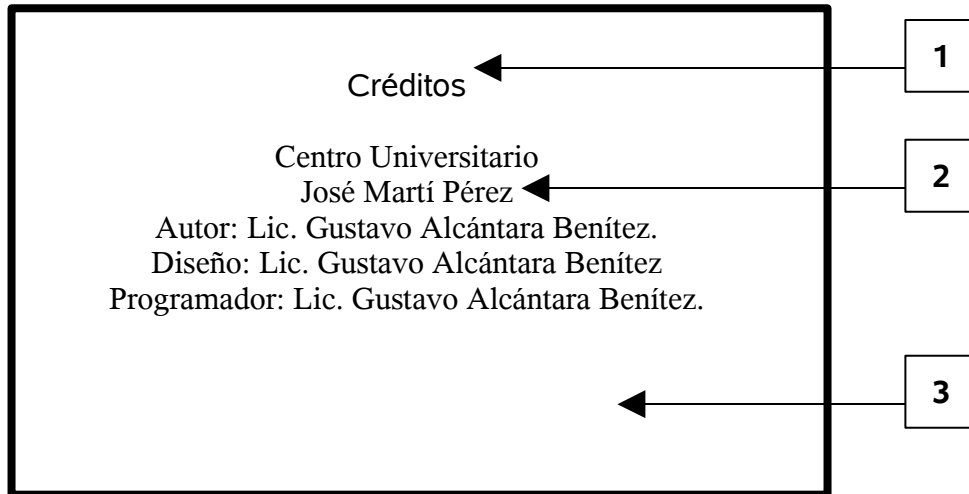 1
Créditos
Centro Universitario
José Martí Pérez
2
Autor: Lic. Gustavo Alcántara Benítez.
Diseño: Lic. Gustavo Alcántara Benítez
Programador: Lic. Gustavo Alcántara Benítez.
3